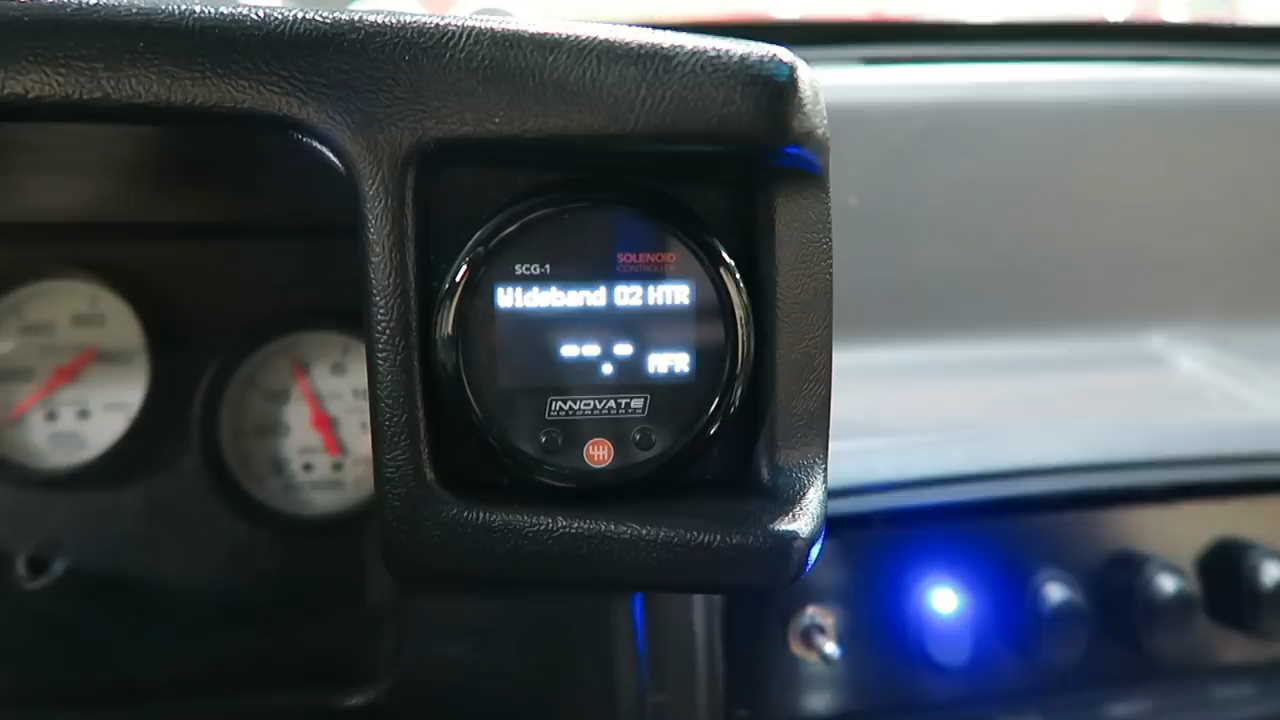 SCG-1
SOLENOID
CONTROLLER
Wideband O2 HTR
--.- AFR
INNOVATE
MOTORSPORTS